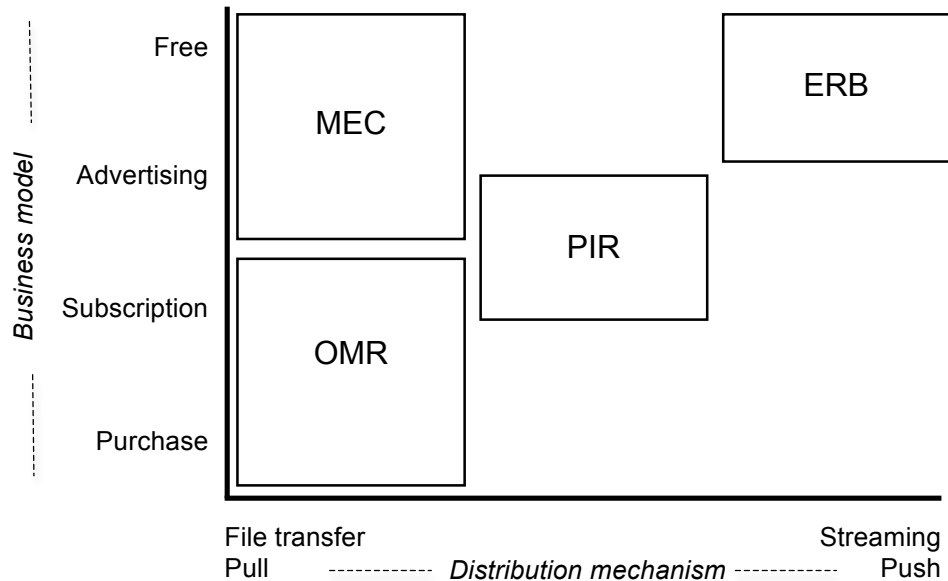 Free
ERB
MEC
Advertising
PIR
Business model
Subscription
OMR
Purchase
File transfer
Streaming
Pull
Distribution mechanism
Push